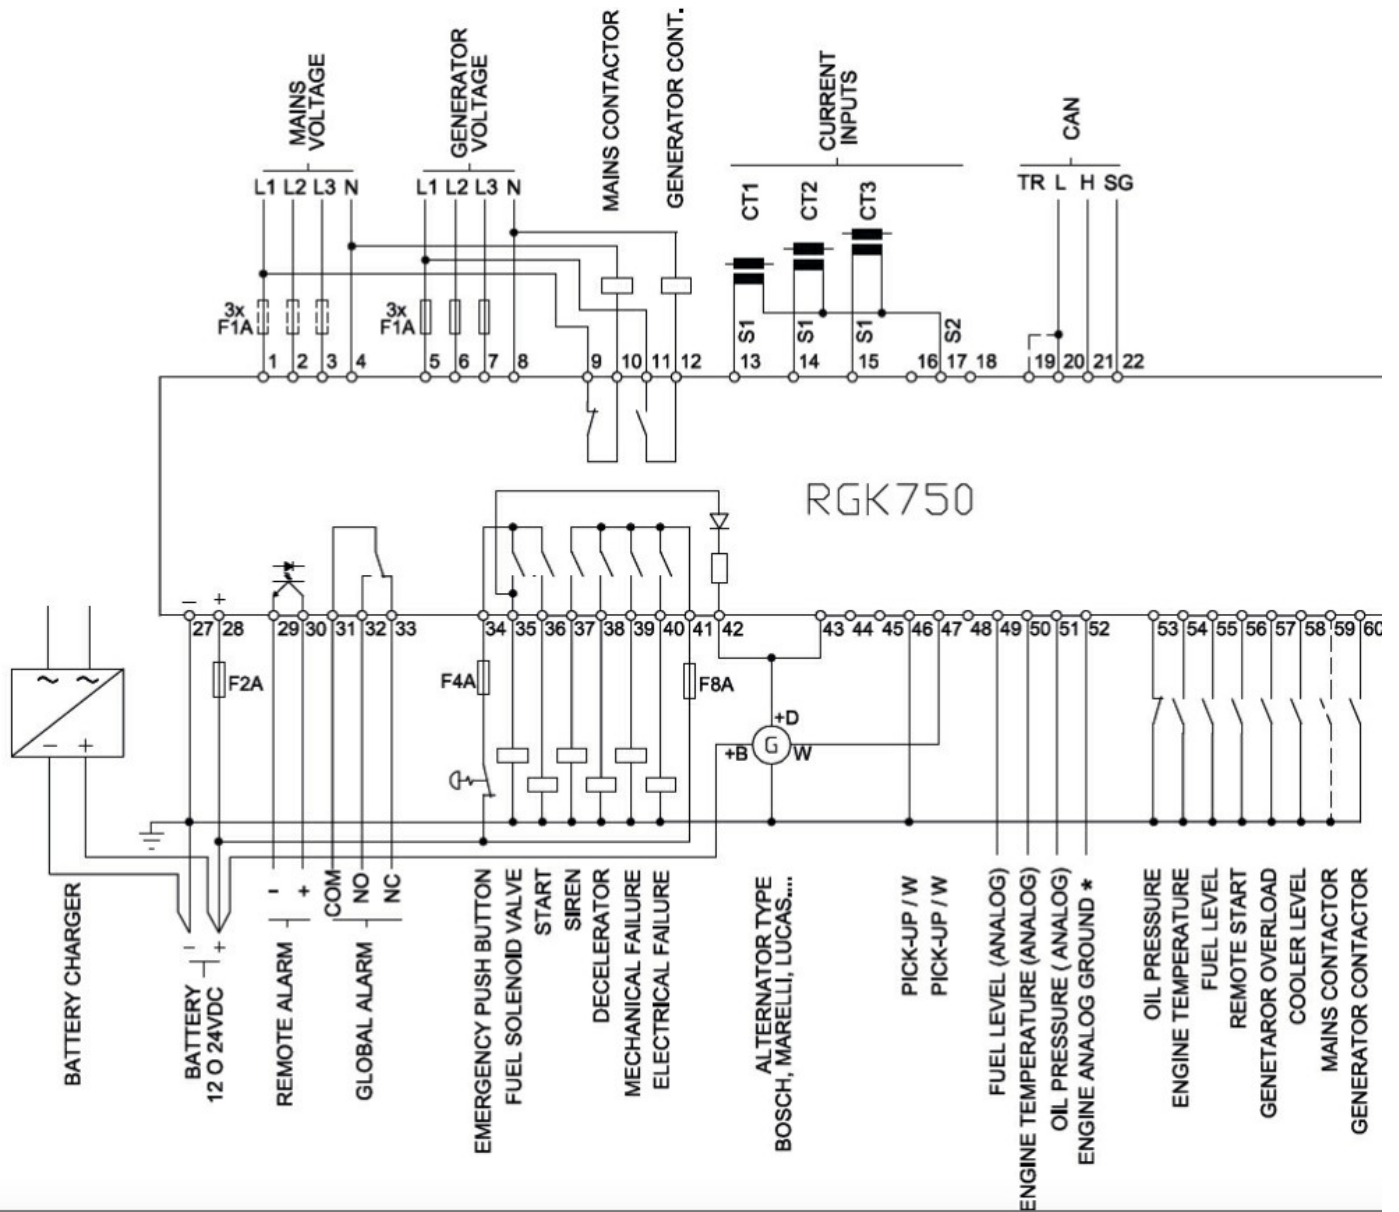 MAINS
VOLTAGE
GENERATOR
VOLTAGE
MAINS CONTACTOR
GENERATOR CONT.
CURRENT
INPUTS
CAN
L1 L2 L3 N
L1 L2 L3 N
CT1
CT2
CT3
TR L H SG
3x
F1A
3x
F1A
S1
S1
S1
S2
1 2 3 4 5 6 7 8 9 10 11 12 13 14 15 16 17 18 19 20 21 22
RGK750
- +
27 28 29 30 31 32 33 34 35 36 37 38 39 40 41 42 43 44 45 46 47 48 49 50 51 52 53 54 55 56 57 58 59 60
~ ~
- +
F2A
F4A
F8A
+D
+B G W
BATTERY CHARGER
- +
BATTERY
12 O 24VDC
- +
REMOTE ALARM
COM
NO
NC
GLOBAL ALARM
EMERGENCY PUSH BUTTON
FUEL SOLENOID VALVE
START
SIREN
DECELERATOR
MECHANICAL FAILURE
ELECTRICAL FAILURE
ALTERNATOR TYPE
BOSCH, MARELLI, LUCAS....
PICK-UP / W
PICK-UP / W
FUEL LEVEL (ANALOG)
ENGINE TEMPERATURE (ANALOG)
OIL PRESSURE ( ANALOG)
ENGINE ANALOG GROUND *
OIL PRESSURE
ENGINE TEMPERATURE
FUEL LEVEL
REMOTE START
GENETAROR OVERLOAD
COOLER LEVEL
MAINS CONTACTOR
GENERATOR CONTACTOR